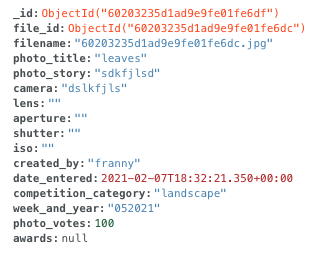 _id: ObjectId("60203235d1ad9e9fe01fe6df")
file_id: ObjectId("60203235d1ad9e9fe01fe6dc")
filename: "60203235d1ad9e9fe01fe6dc.jpg"
photo_title: "leaves"
photo_story: "sdkfjlsd"
camera: "dslkfjls"
lens: ""
aperture: ""
shutter: ""
iso: ""
created_by: "franny"
date_entered: 2021-02-07T18:32:21.350+00:00
competition_category: "landscape"
week_and_year: "052021"
photo_votes: 100
awards: null